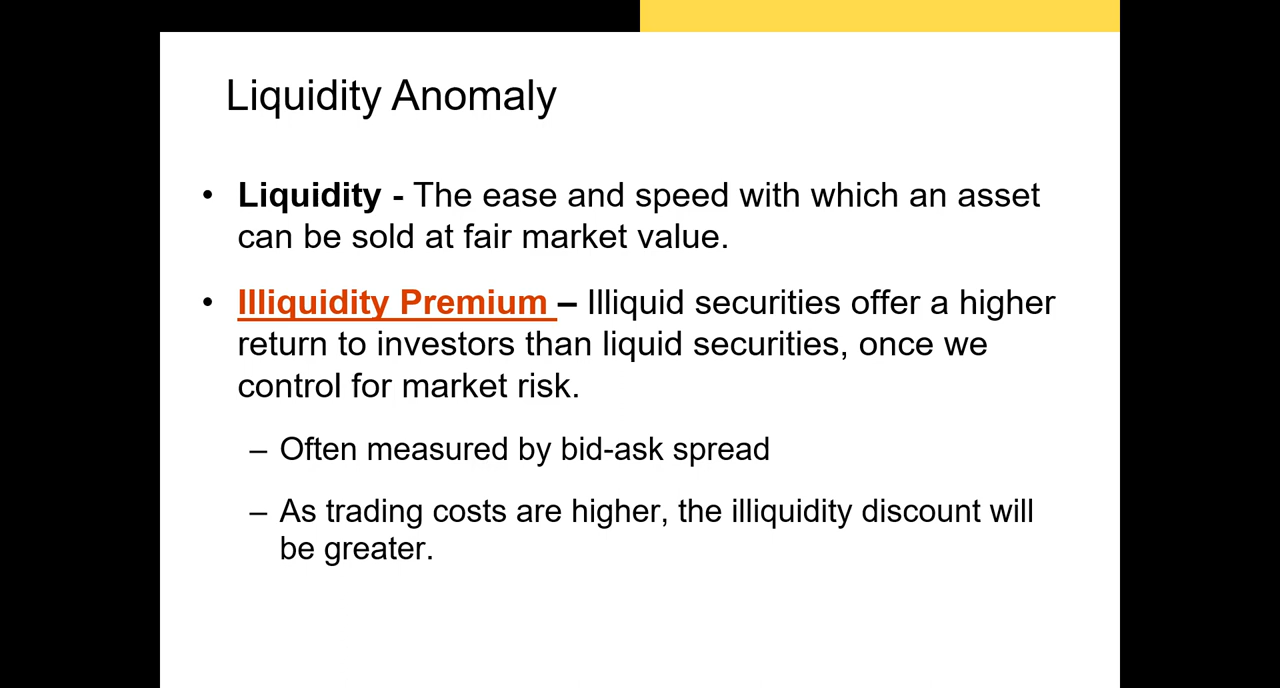 Liquidity Anomaly
• Liquidity - The ease and speed with which an asset
can be sold at fair market value.
• Illiquidity Premium – Illiquid securities offer a higher
return to investors than liquid securities, once we
control for market risk.
– Often measured by bid-ask spread
– As trading costs are higher, the illiquidity discount will
be greater.